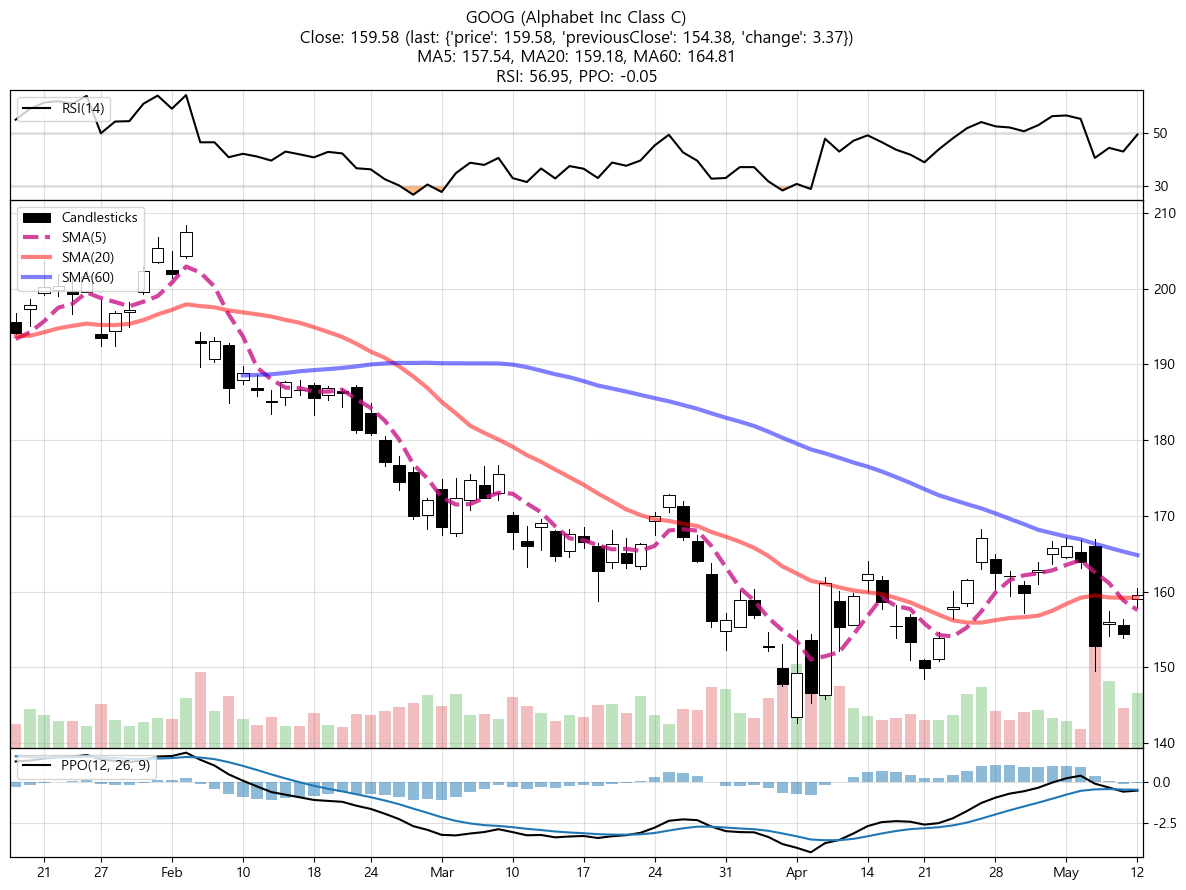 GOOG (Alphabet Inc Class C)
Close: 159.58 (last: {'price': 159.58, 'previousClose': 154.38, 'change': 3.37})
MA5: 157.54, MA20: 159.18, MA60: 164.81
RSI: 56.95, PPO: -0.05
RSI(14)
50
30
Candlesticks
SMA(5)
SMA(20)
SMA(60)
210
200
190
180
170
160
150
140
PPO(12, 26, 9)
0.0
−2.5
21 27 Feb 10 18 24 Mar 10 17 24 31 Apr 14 21 28 May 12